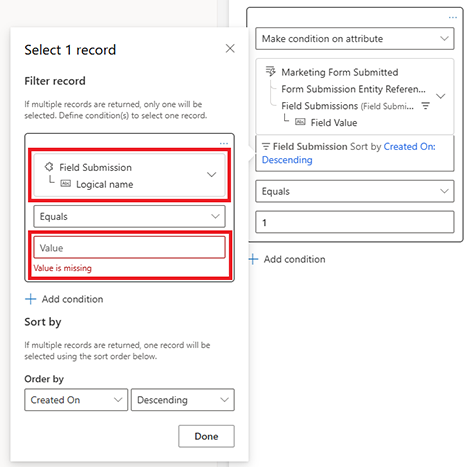 Select 1 record
Filter record
If multiple records are returned, only one will be
selected. Define condition(s) to select one record.
...
Field Submission
Abc Logical name
Equals
Value
Value is missing
+ Add condition
Sort by
If multiple records are returned, one record will be
selected using the sort order below.
Order by
Created On Descending
Done
...
Make condition on attribute
Marketing Form Submitted
Form Submission Entity Referen...
Field Submissions (Field Submi...
Abc Field Value
Field Submission Sort by Created On:
Descending
Equals
1
+ Add condition